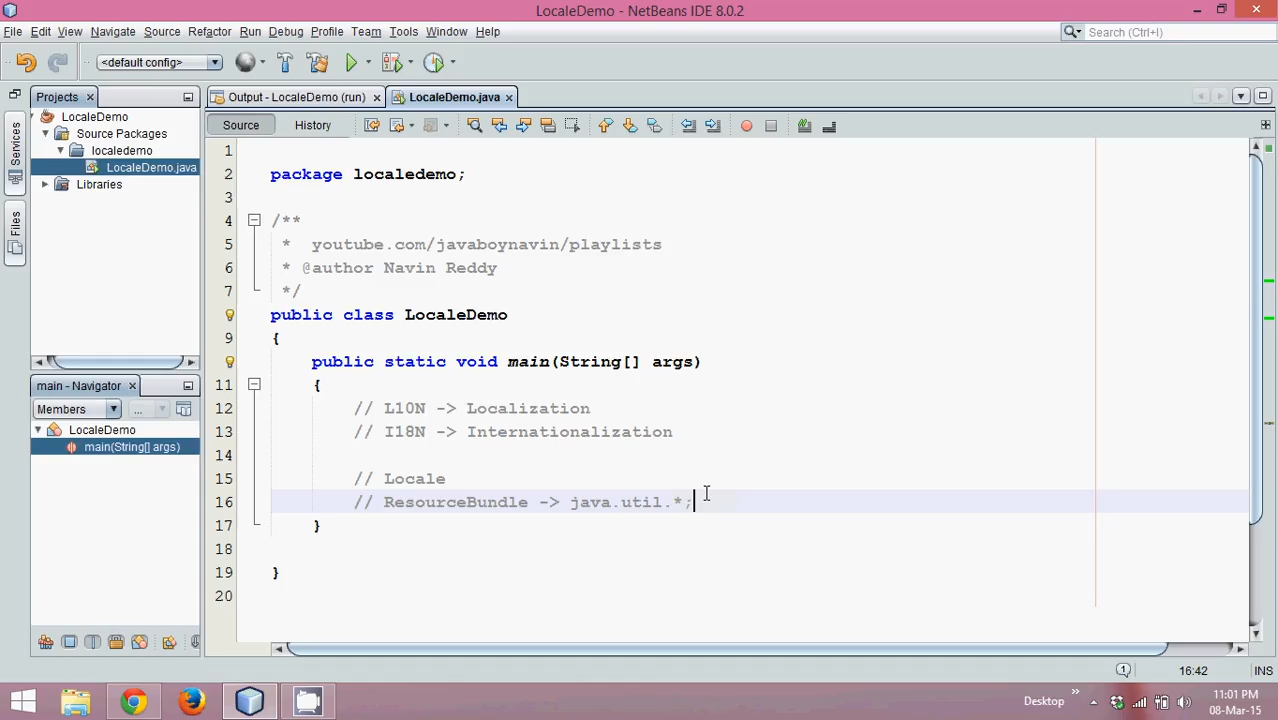 LocaleDemo - NetBeans IDE 8.0.2
File Edit View Navigate Source Refactor Run Debug Profile Team Tools Window Help
Search (Ctrl+I)
<default config>
Projects
Output - LocaleDemo (run)
LocaleDemo.java
LocaleDemo
Source Packages
localedemo
LocaleDemo.java
Libraries
Services
Files
Source History
1
2 package localedemo;
3
4 /**
5 * youtube.com/javaboynavin/playlists
6 * @author Navin Reddy
7 */
public class LocaleDemo
9 {
public static void main(String[] args)
11 {
12 // L10N -> Localization
13 // I18N -> Internationalization
14
15 // Locale
16 // ResourceBundle -> java.util.*;
17 }
18
19 }
20
main - Navigator
Members
...
LocaleDemo
main(String[] args)
1
16:42
INS
Desktop
11:01 PM
08-Mar-15